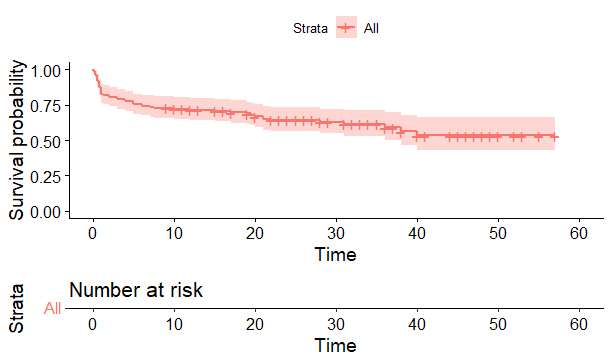 Strata All
Survival probability
1.00
0.75
0.50
0.25
0.00
0 10 20 30 40 50 60
Time
Number at risk
Strata
All
0 10 20 30 40 50 60
Time